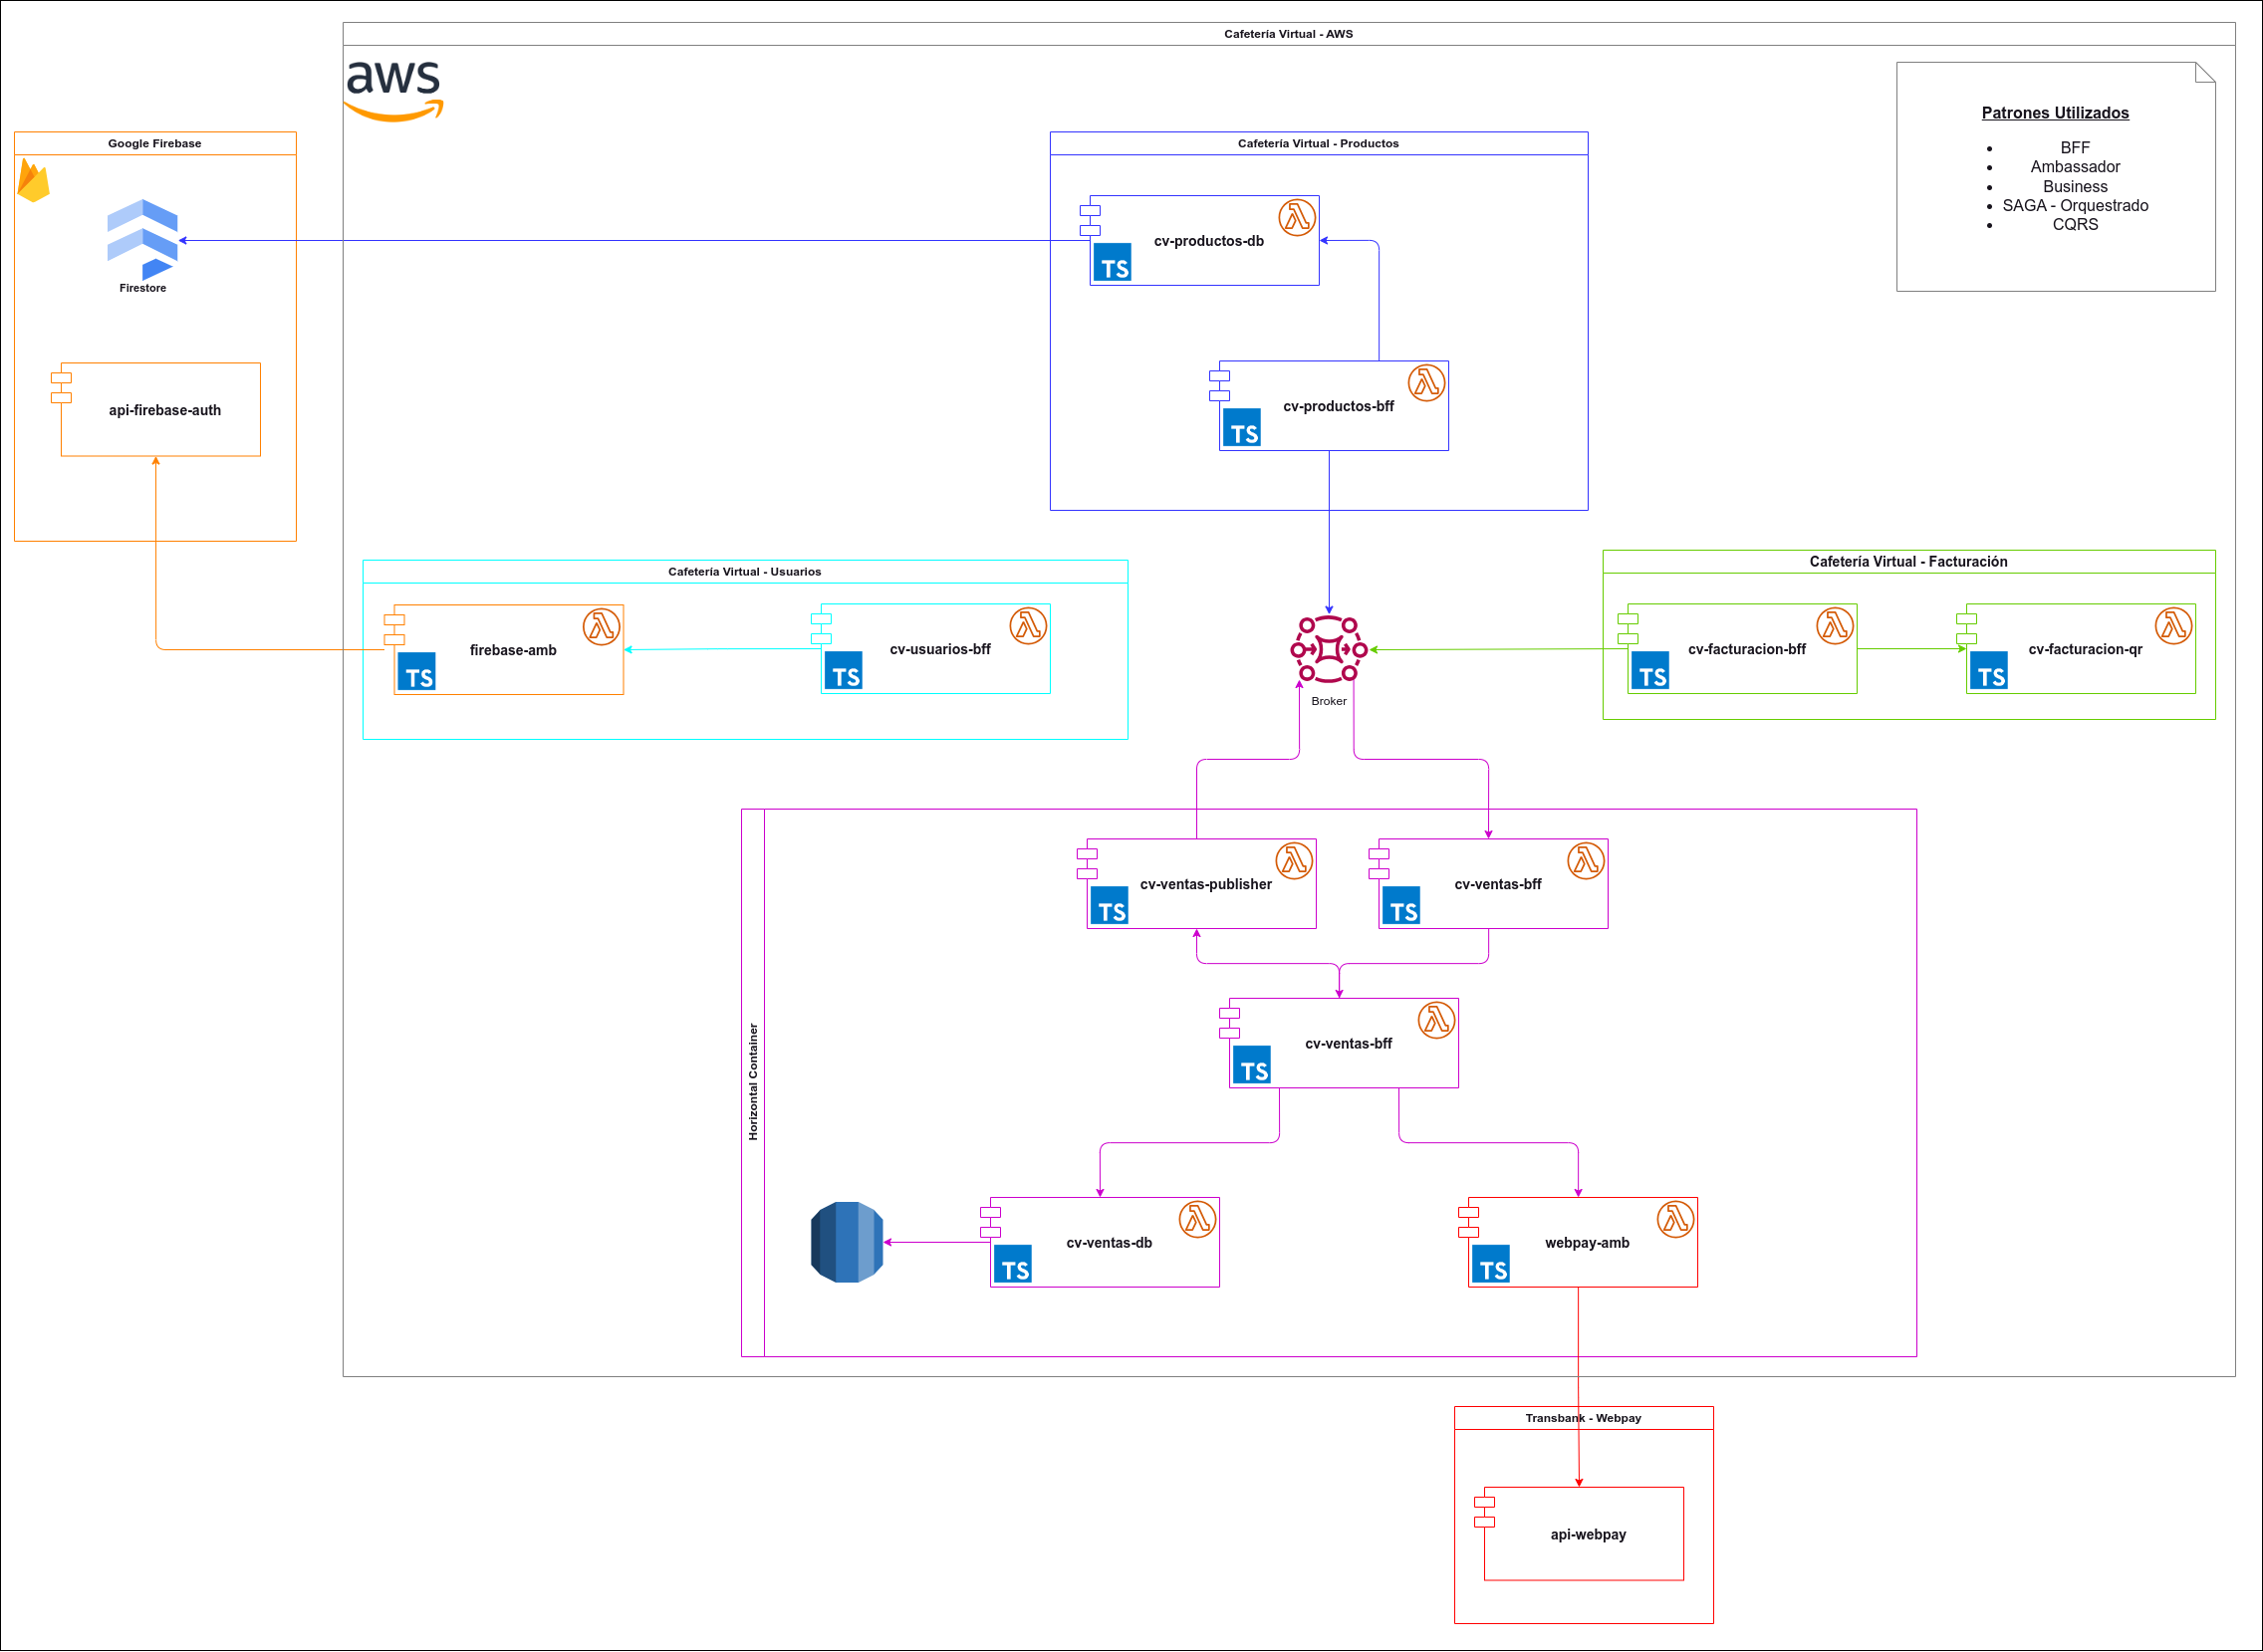 Cafetería Virtual - AWS
aws
Patrones Utilizados
BFF
Ambassador
Business
SAGA - Orquestrado
CQRS
Google Firebase
Firestore
api-firebase-auth
Cafetería Virtual - Productos
cv-productos-db
TS
cv-productos-bff
TS
Cafetería Virtual - Usuarios
firebase-amb
TS
cv-usuarios-bff
TS
Broker
Cafetería Virtual - Facturación
cv-facturacion-bff
TS
cv-facturacion-qr
TS
Horizontal Container
cv-ventas-publisher
TS
cv-ventas-bff
TS
cv-ventas-bff
TS
cv-ventas-db
TS
webpay-amb
TS
Transbank - Webpay
api-webpay